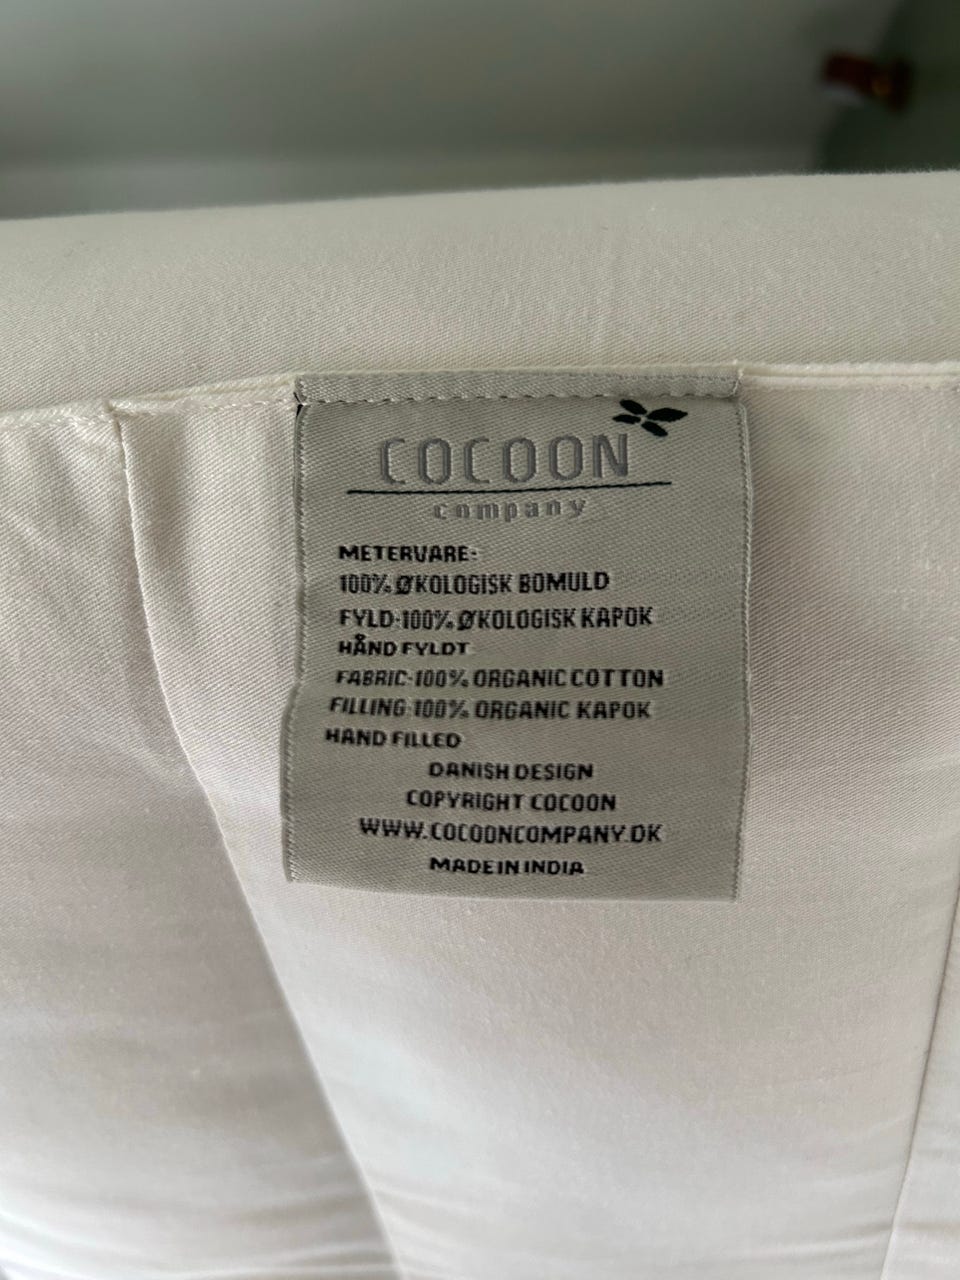 COCOON
company
METERVARE:
100% ØKOLOGISK BOMULD
FYLD:100% ØKOLOGISK KAPOK
HÅND FYLDT
FABRIC:100% ORGANIC COTTON
FILLING:100% ORGANIC KAPOK
HAND FILLED
DANISH DESIGN
COPYRIGHT COCOON
WWW.COCOONCOMPANY.DK
MADE IN INDIA